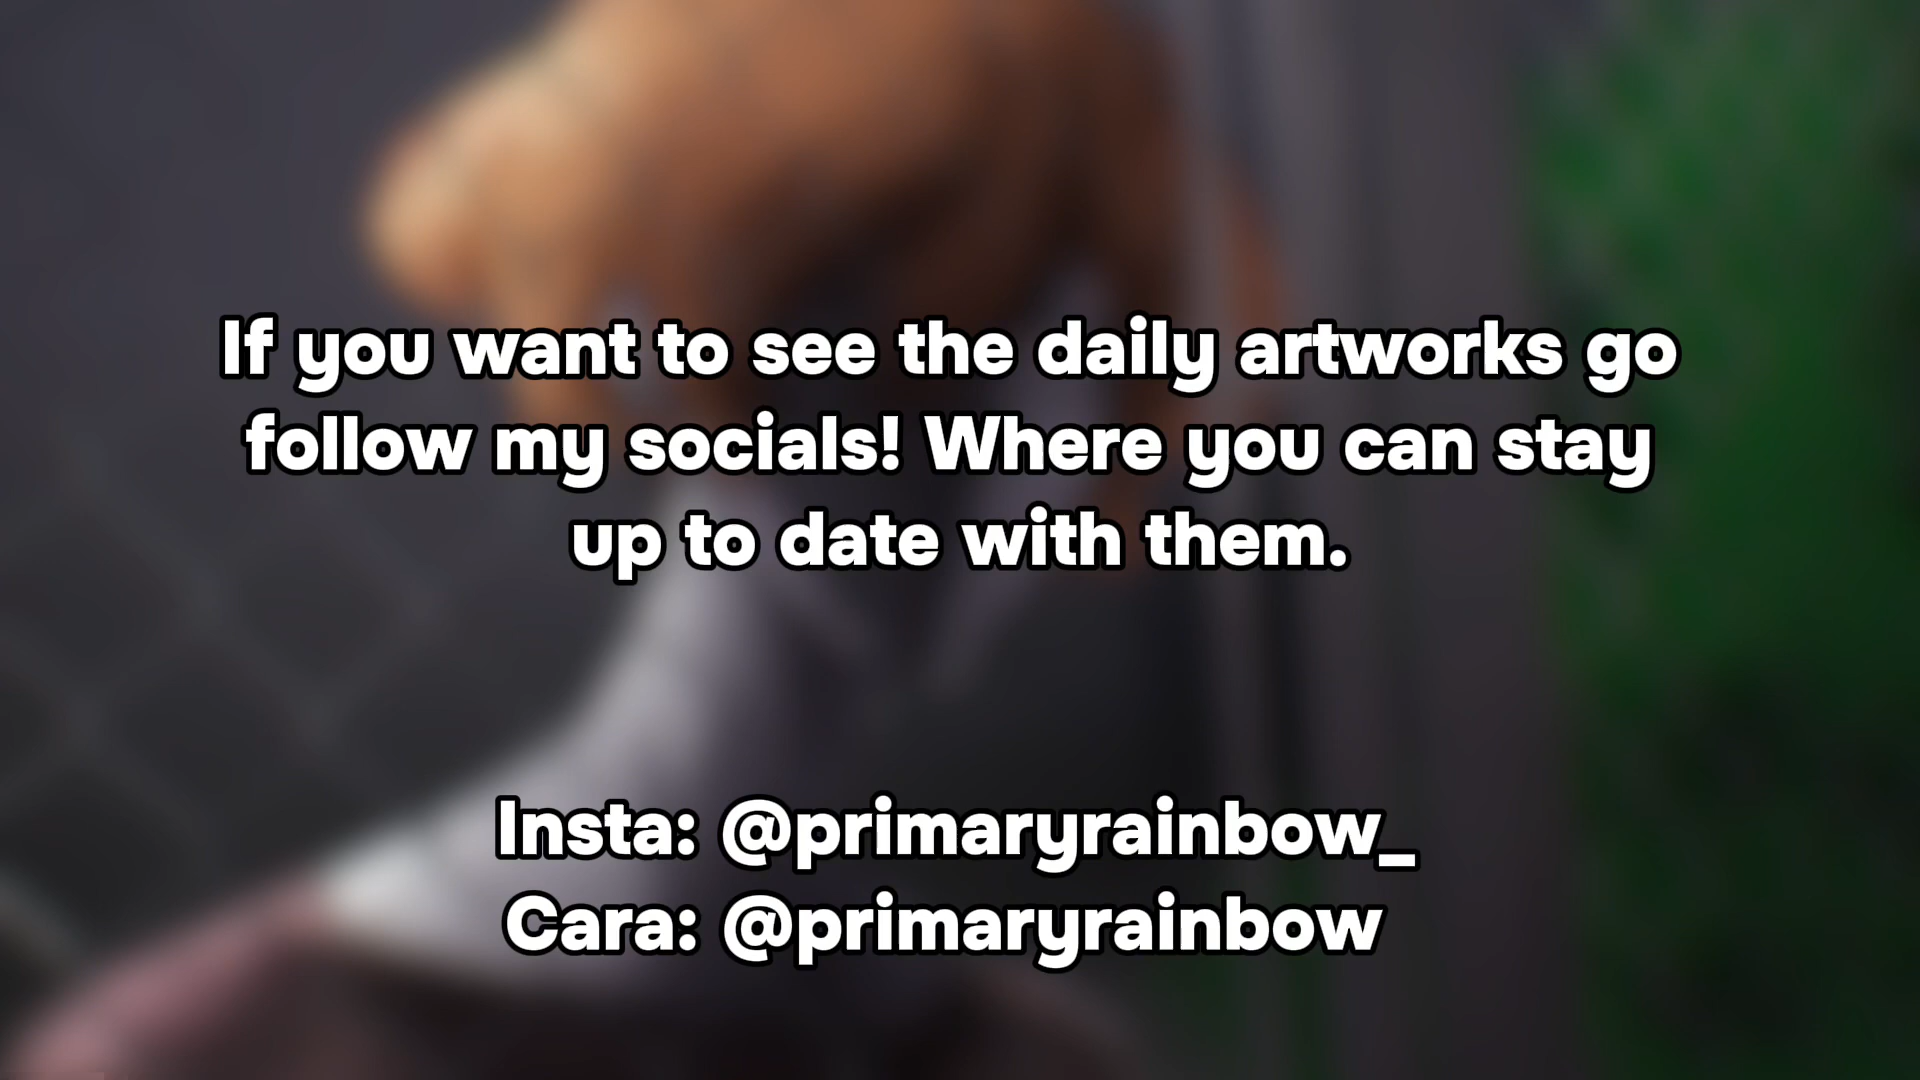 If you want to see the daily artworks go
follow my socials! Where you can stay
up to date with them.
Insta: @primaryrainbow_
Cara: @primaryrainbow